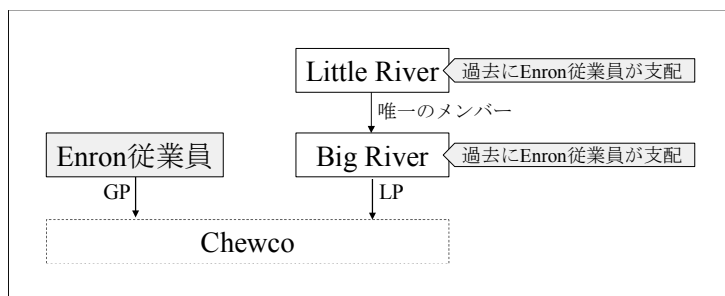 Little River
過去にEnron従業員が支配
唯一のメンバー
Enron従業員
Big River
過去にEnron従業員が支配
GP
LP
Chewco